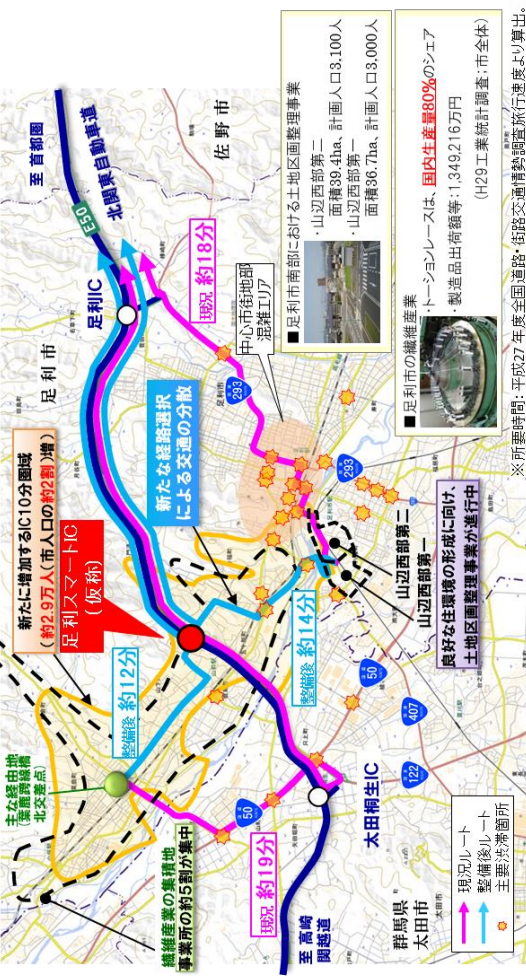 至 首都圏
北関東自動車道
E50
佐野市
足利IC
足利市
現況 約18分
中心市街地部
混雑エリア
新たに増加するIC10分圏域
(約2.9万人(市人口の約2割)増)
足利スマートIC
(仮称)
新たな経路選択
による交通の分散
293
293
整備後 約12分
整備後 約14分
主な経由地
(葉鹿跨線橋
北交差点)
繊維産業の集積地
事業所の約5割が集中
現況 約19分
50
50
407
122
至 高崎
関越道
太田桐生IC
群馬県
太田市
山辺西部第二
山辺西部第一
良好な住環境の形成に向け、
土地区画整理事業が進行中
■足利市南部における土地区画整理事業
・山辺西部第二
面積39.4ha、計画人口3,100人
・山辺西部第一
面積36.7ha、計画人口3,000人
■足利市の繊維産業
・トーションレースは、国内生産量80%のシェア
・製造品出荷額等:1,349,216万円
(H29工業統計調査:市全体)
現況ルート
整備後ルート
主要渋滞箇所
※所要時間:平成27年度全国道路・街路交通情勢調査旅行速度より算出。